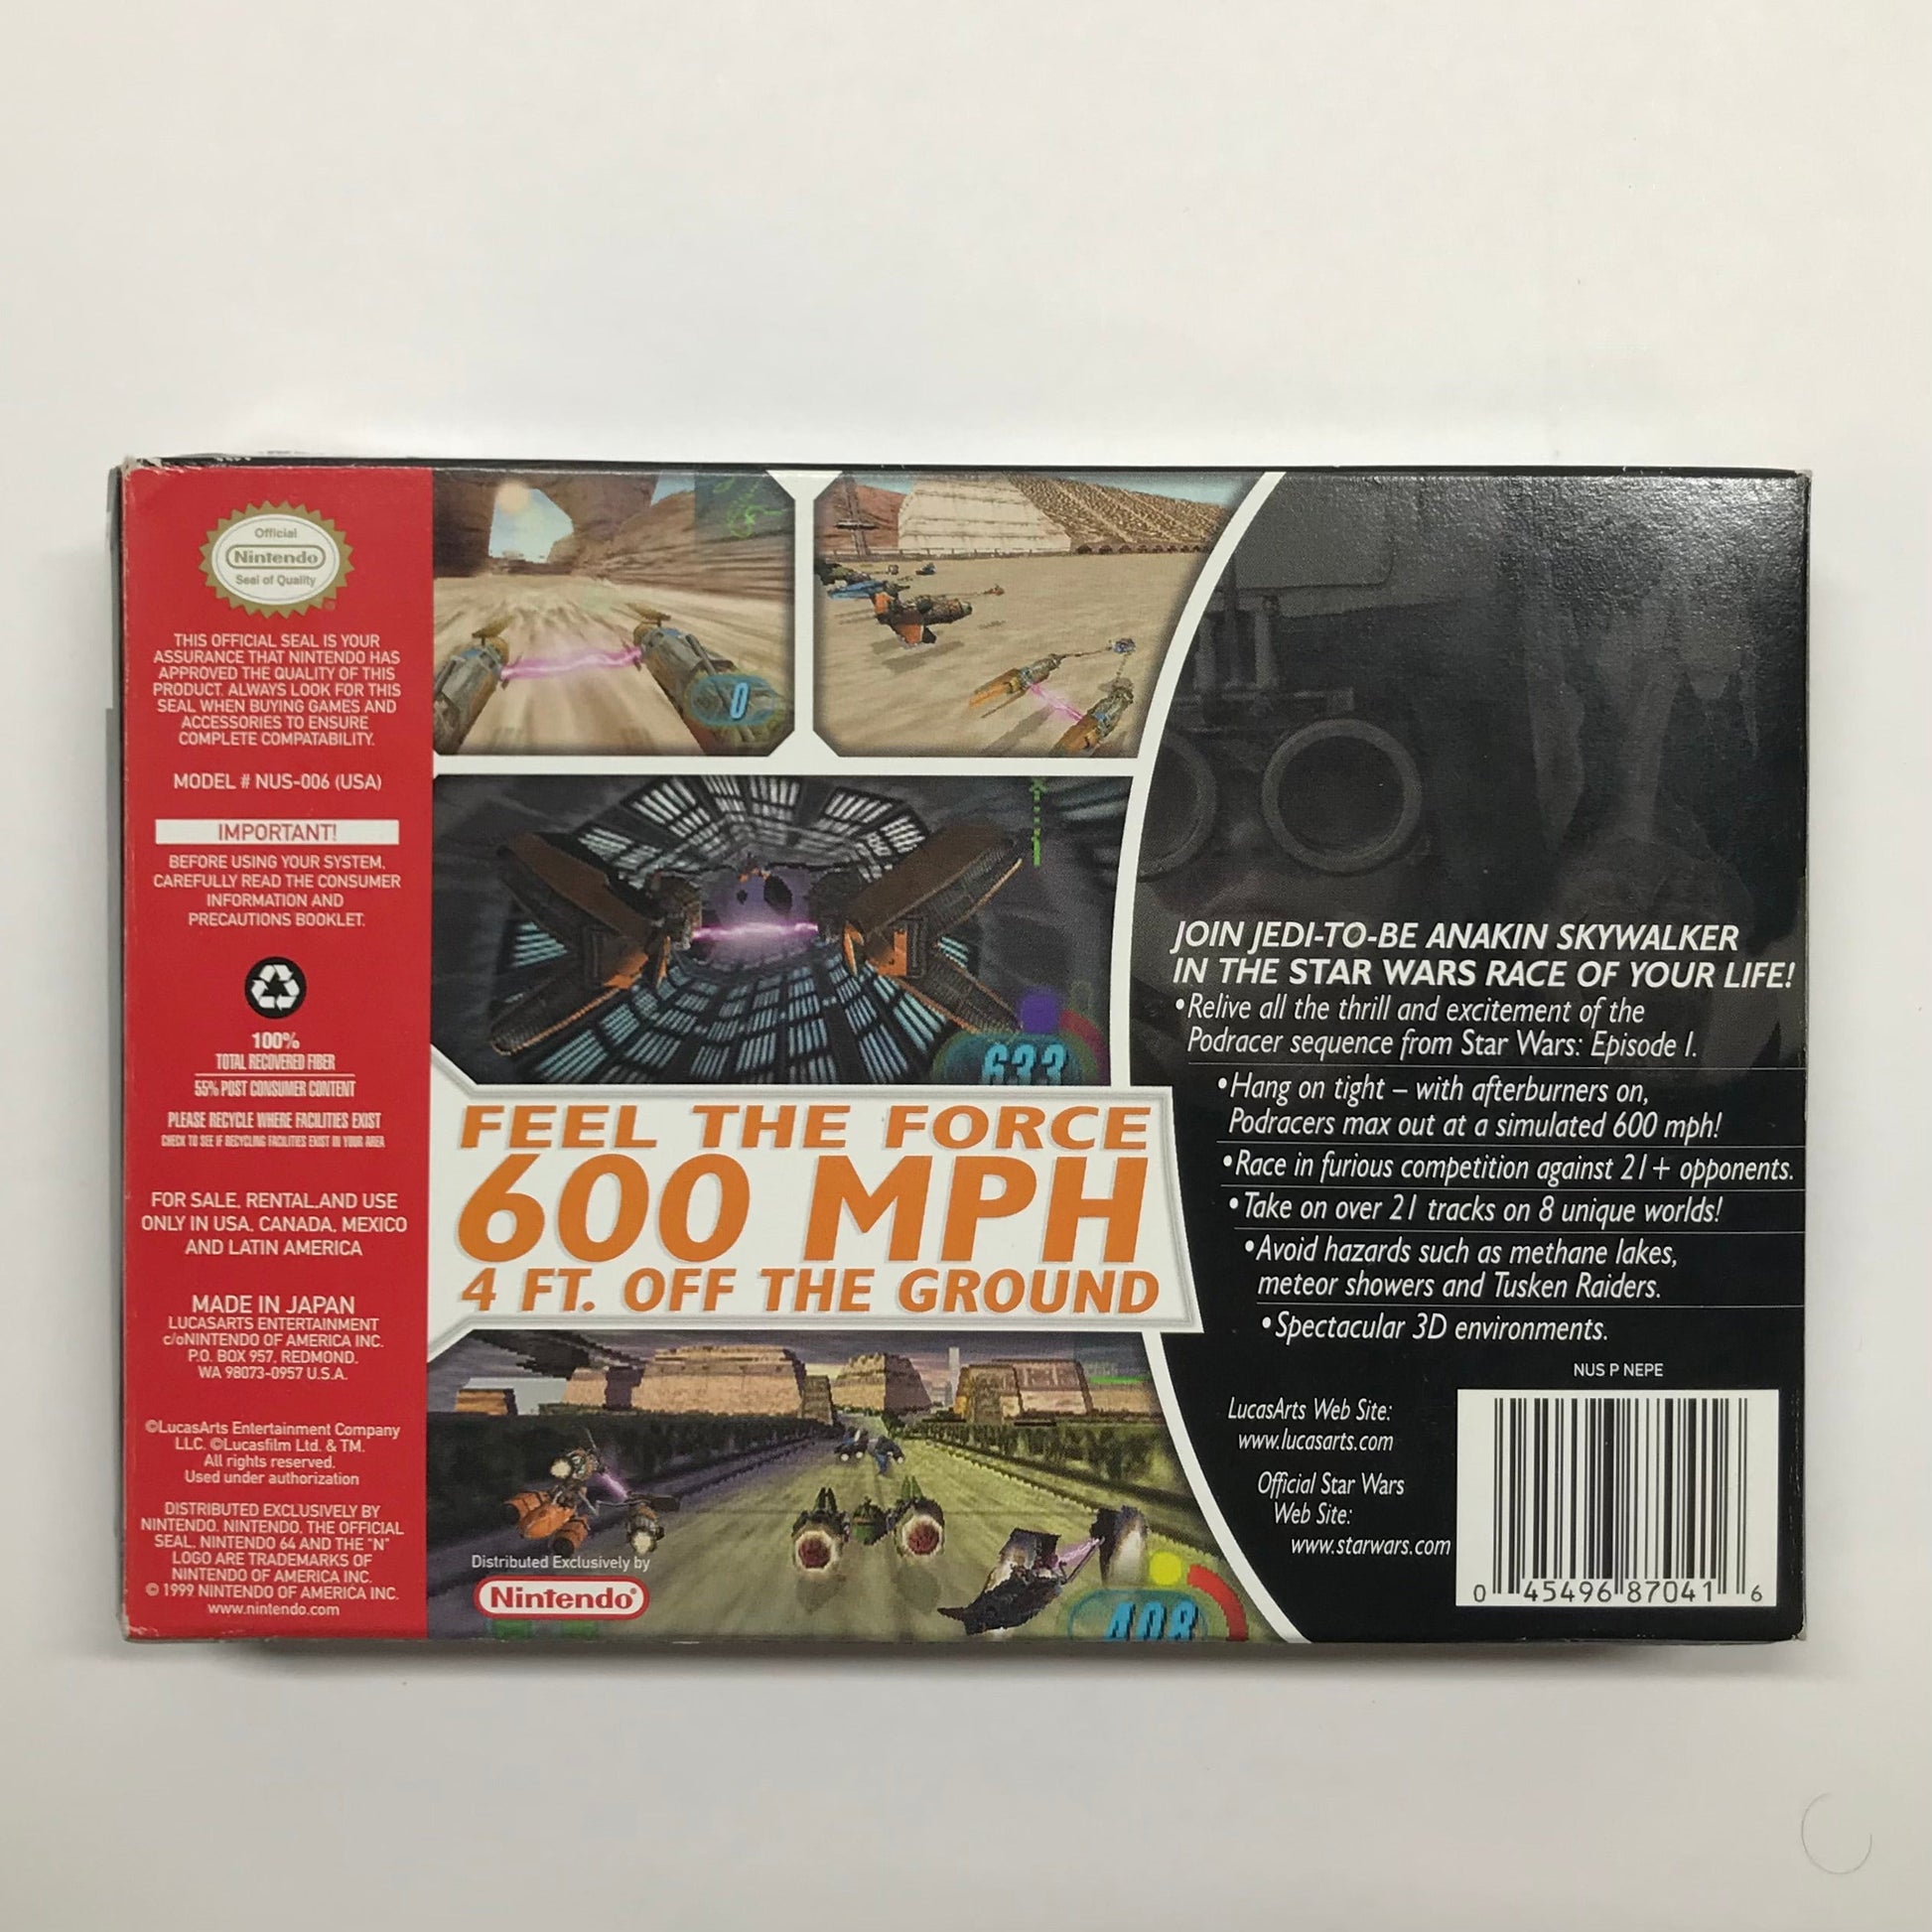 Official
Nintendo
Seal of Quality
THIS OFFICIAL SEAL IS YOUR
ASSURANCE THAT NINTENDO HAS
APPROVED THE QUALITY OF THIS
PRODUCT. ALWAYS LOOK FOR THIS
SEAL WHEN BUYING GAMES AND
ACCESSORIES TO ENSURE
COMPLETE COMPATABILITY.
MODEL # NUS-006 (USA)
IMPORTANT!
BEFORE USING YOUR SYSTEM,
CAREFULLY READ THE CONSUMER
INFORMATION AND
PRECAUTIONS BOOKLET.
100%
TOTAL RECOVERED FIBER
55% POST CONSUMER CONTENT
PLEASE RECYCLE WHERE FACILITIES EXIST
CHECK TO SEE IF RECYCLING FACILITIES EXIST IN YOUR AREA
FOR SALE, RENTAL AND USE
ONLY IN USA, CANADA, MEXICO
AND LATIN AMERICA
MADE IN JAPAN
LUCASARTS ENTERTAINMENT
c/oNINTENDO OF AMERICA INC.
P.O. BOX 957, REDMOND,
WA 98073-0957 U.S.A.
©LucasArts Entertainment Company
LLC. ©Lucasfilm Ltd. & TM.
All rights reserved.
Used under authorization
DISTRIBUTED EXCLUSIVELY BY
NINTENDO. NINTENDO, THE OFFICIAL
SEAL, NINTENDO 64 AND THE "N"
LOGO ARE TRADEMARKS OF
NINTENDO OF AMERICA INC.
© 1999 NINTENDO OF AMERICA INC.
www.nintendo.com
0
633
FEEL THE FORCE
600 MPH
4 FT. OFF THE GROUND
408
Distributed Exclusively by
Nintendo®
JOIN JEDI-TO-BE ANAKIN SKYWALKER
IN THE STAR WARS RACE OF YOUR LIFE!
•Relive all the thrill and excitement of the
Podracer sequence from Star Wars: Episode I.
•Hang on tight – with afterburners on,
Podracers max out at a simulated 600 mph!
•Race in furious competition against 21+ opponents.
•Take on over 21 tracks on 8 unique worlds!
•Avoid hazards such as methane lakes,
meteor showers and Tusken Raiders.
•Spectacular 3D environments.
NUS P NEPE
LucasArts Web Site:
www.lucasarts.com
Official Star Wars
Web Site:
www.starwars.com
0 45496 87041 6